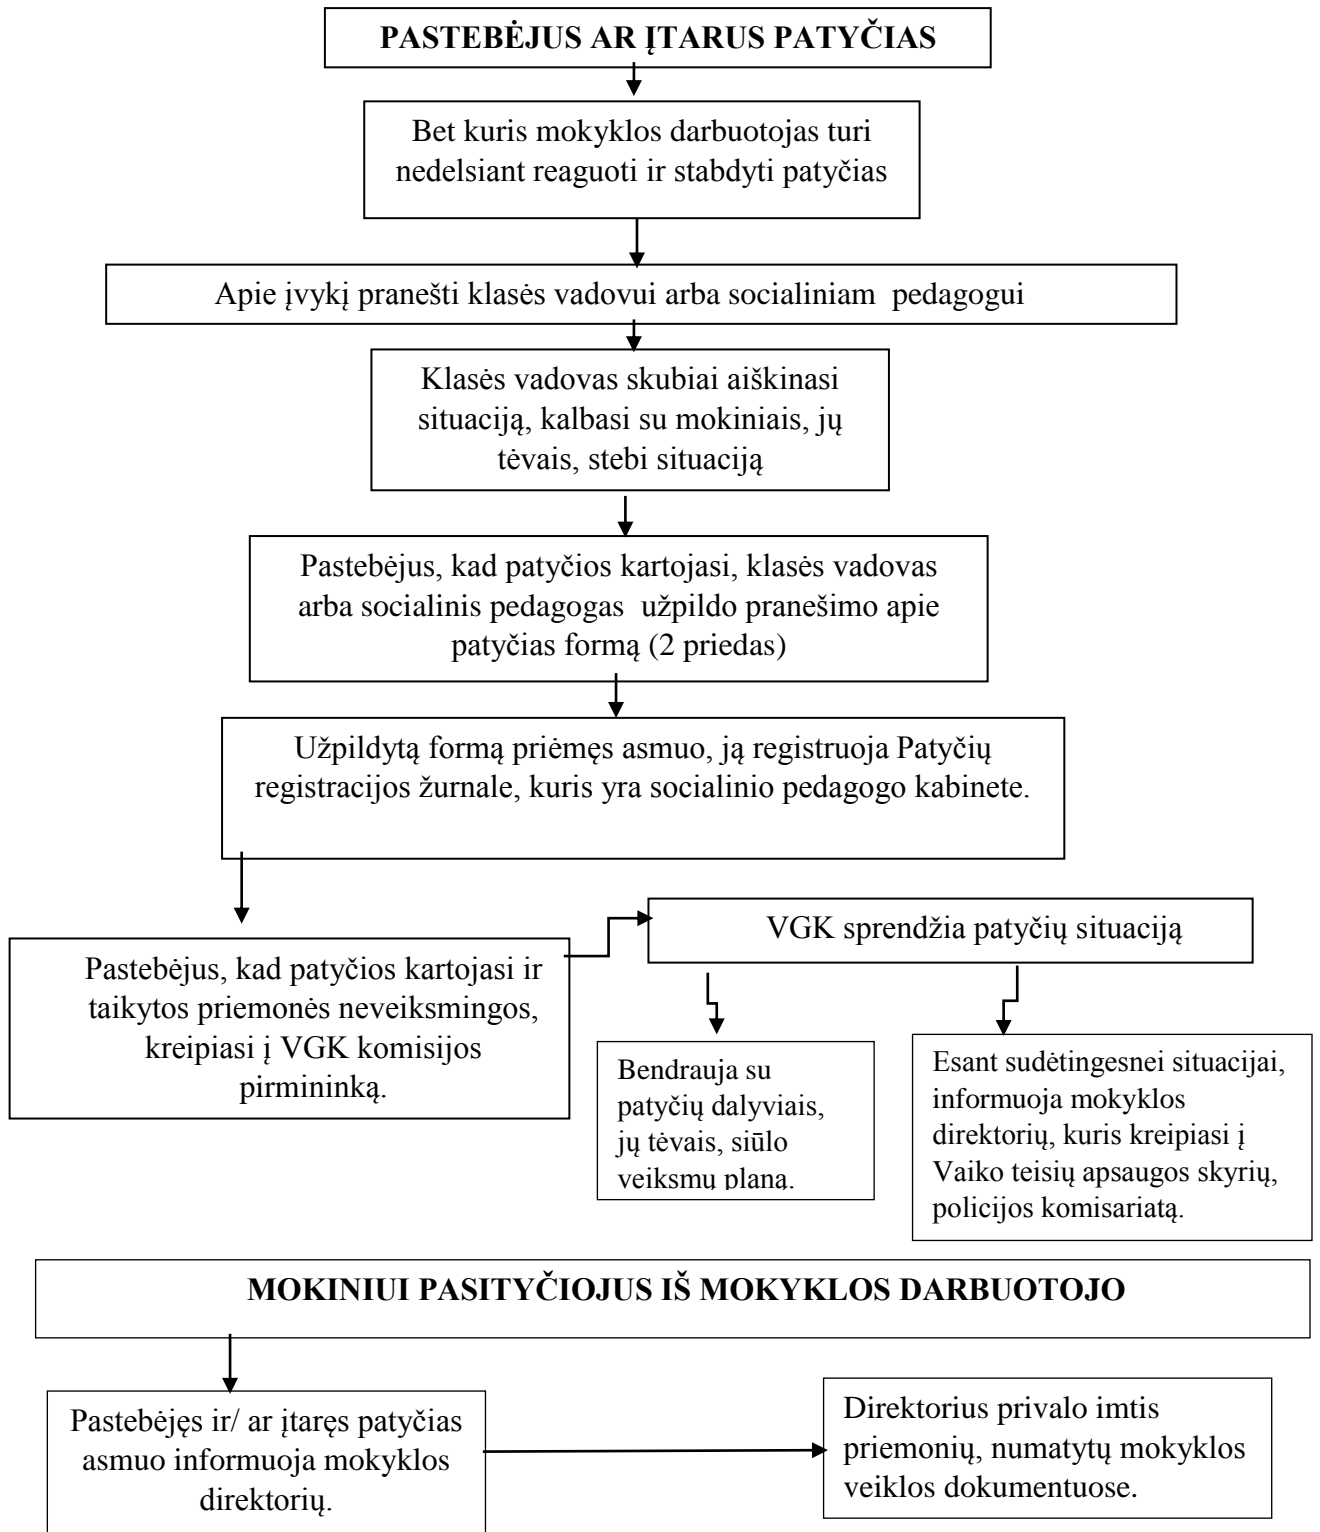 PASTEBĖJUS AR ĮTARUS PATYČIAS
Bet kuris mokyklos darbuotojas turi
nedelsiant reaguoti ir stabdyti patyčias
Apie įvykį pranešti klasės vadovui arba socialiniam pedagogui
Klasės vadovas skubiai aiškinasi
situaciją, kalbasi su mokiniais, jų
tėvais, stebi situaciją
Pastebėjus, kad patyčios kartojasi, klasės vadovas
arba socialinis pedagogas užpildo pranešimo apie
patyčias formą (2 priedas)
Užpildytą formą priėmęs asmuo, ją registruoja Patyčių
registracijos žurnale, kuris yra socialinio pedagogo kabinete.
VGK sprendžia patyčių situaciją
Pastebėjus, kad patyčios kartojasi ir
taikytos priemonės neveiksmingos,
kreipiasi į VGK komisijos
pirmininką.
Bendrauja su
patyčių dalyviais,
jų tėvais, siūlo
veiksmų planą.
Esant sudėtingesnei situacijai,
informuoja mokyklos
direktorių, kuris kreipiasi į
Vaiko teisių apsaugos skyrių,
policijos komisariatą.
MOKINIUI PASITYČIOJUS IŠ MOKYKLOS DARBUOTOJO
Pastebėjęs ir/ ar įtaręs patyčias
asmuo informuoja mokyklos
direktorių.
Direktorius privalo imtis
priemonių, numatytų mokyklos
veiklos dokumentuose.